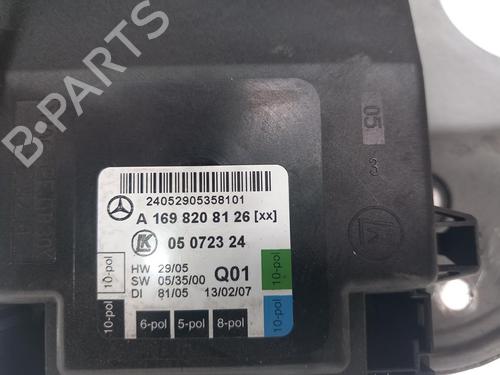 B-PARTS
05
3
24052905358101
A 169 820 81 26 [xx]
LK 05 0723 24
HW 29/05
SW 05/35/00 Q01
DI 81/05 13/02/07
10-pol
10-pol
10-pol
10-pol
6-pol 5-pol 8-pol